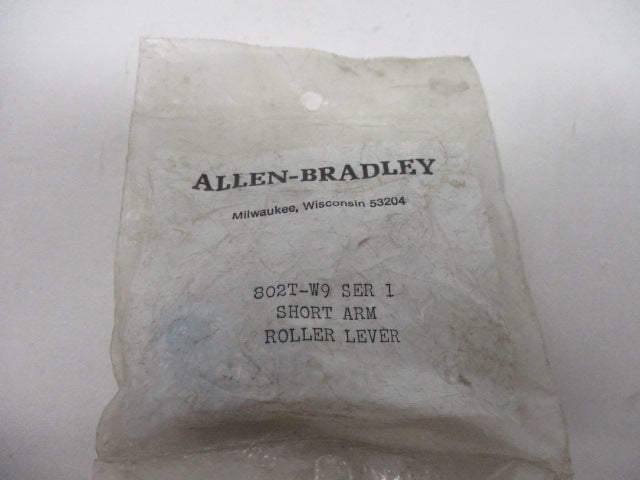 ALLEN-BRADLEY
Milwaukee, Wisconsin 53204
802T-W9 SER 1
SHORT ARM
ROLLER LEVER